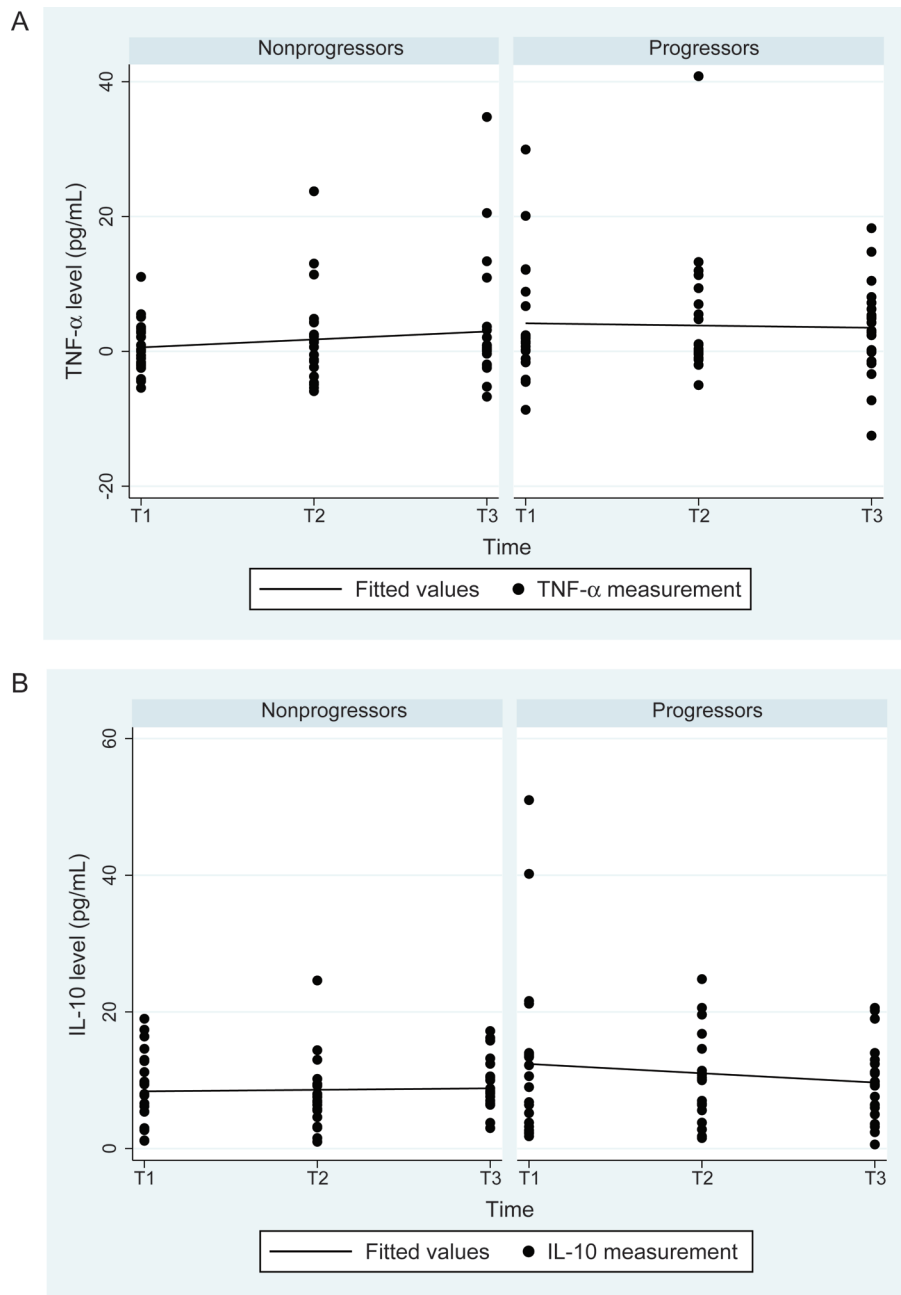 A
Nonprogressors Progressors
TNF-α level (pg/mL)
40
20
0
-20
T1 T2 T3 T1 T2 T3
Time
Fitted values TNF-α measurement
B
Nonprogressors Progressors
IL-10 level (pg/mL)
60
40
20
0
T1 T2 T3 T1 T2 T3
Time
Fitted values IL-10 measurement